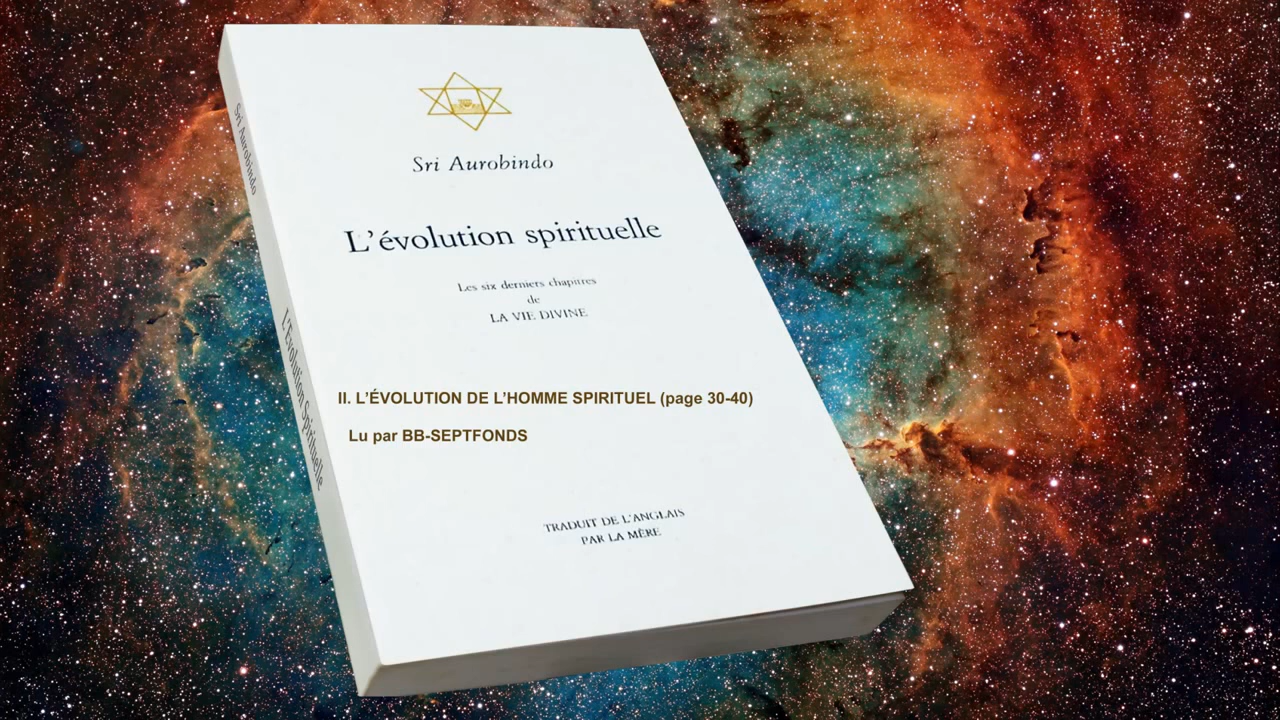 Sri Aurobindo
L'évolution spirituelle
Les six derniers chapitres
de
LA VIE DIVINE
II. L'ÉVOLUTION DE L'HOMME SPIRITUEL (page 30-40)
Lu par BB-SEPTFONDS
TRADUIT DE L'ANGLAIS
PAR LA MÈRE
Sri Aurobindo
L'Évolution Spirituelle